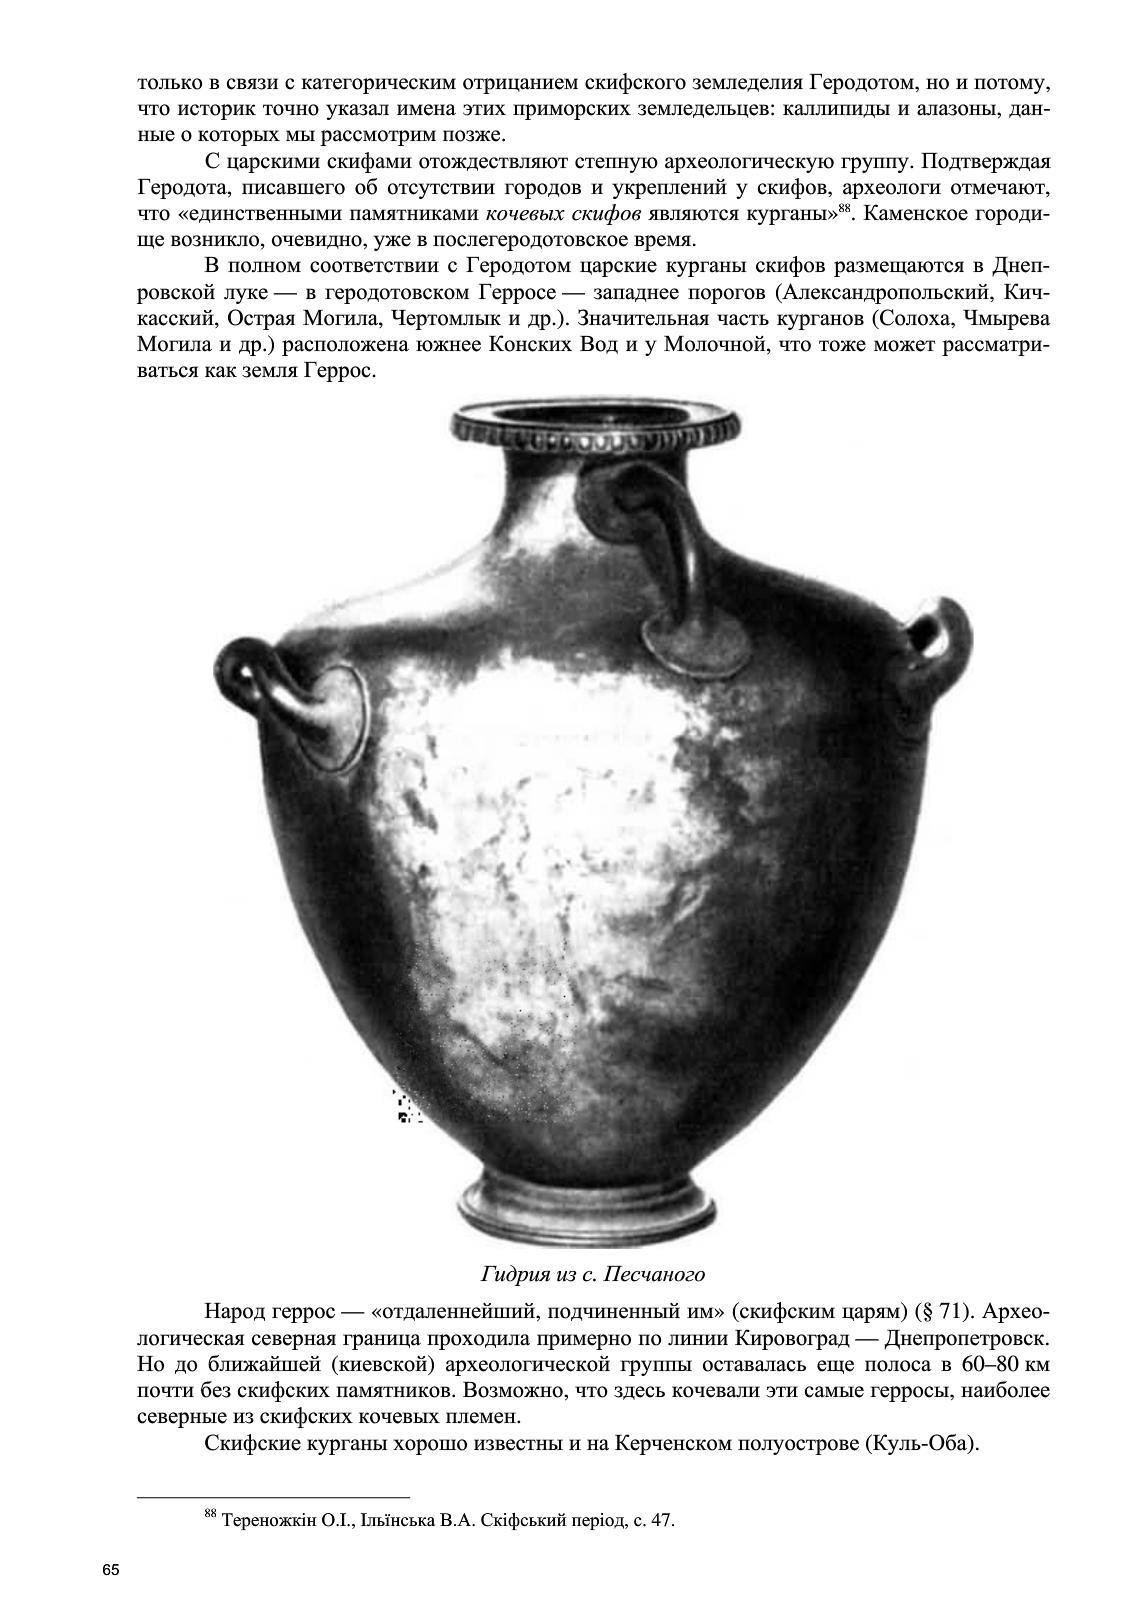 только в связи с категорическим отрицанием скифского земледелия Геродотом, но и потому,
что историк точно указал имена этих приморских земледельцев: каллипиды и алазоны, дан-
ные о которых мы рассмотрим позже.
С царскими скифами отождествляют степную археологическую группу. Подтверждая
Геродота, писавшего об отсутствии городов и укреплений у скифов, археологи отмечают,
что «единственными памятниками кочевых скифов являются курганы»88. Каменское городи-
ще возникло, очевидно, уже в послегеродотовское время.
В полном соответствии с Геродотом царские курганы скифов размещаются в Днеп-
ровской луке — в геродотовском Герросе — западнее порогов (Александропольский, Кич-
касский, Острая Могила, Чертомлык и др.). Значительная часть курганов (Солоха, Чмырева
Могила и др.) расположена южнее Конских Вод и у Молочной, что тоже может рассматри-
ваться как земля Геррос.
Гидрия из с. Песчаного
Народ геррос — «отдаленнейший, подчиненный им» (скифским царям) (§ 71). Архео-
логическая северная граница проходила примерно по линии Кировоград — Днепропетровск.
Но до ближайшей (киевской) археологической группы оставалась еще полоса в 60–80 км
почти без скифских памятников. Возможно, что здесь кочевали эти самые герросы, наиболее
северные из скифских кочевых племен.
Скифские курганы хорошо известны и на Керченском полуострове (Куль-Оба).
88 Тереножкін О.І., Ільїнська В.А. Скіфський період, с. 47.
65